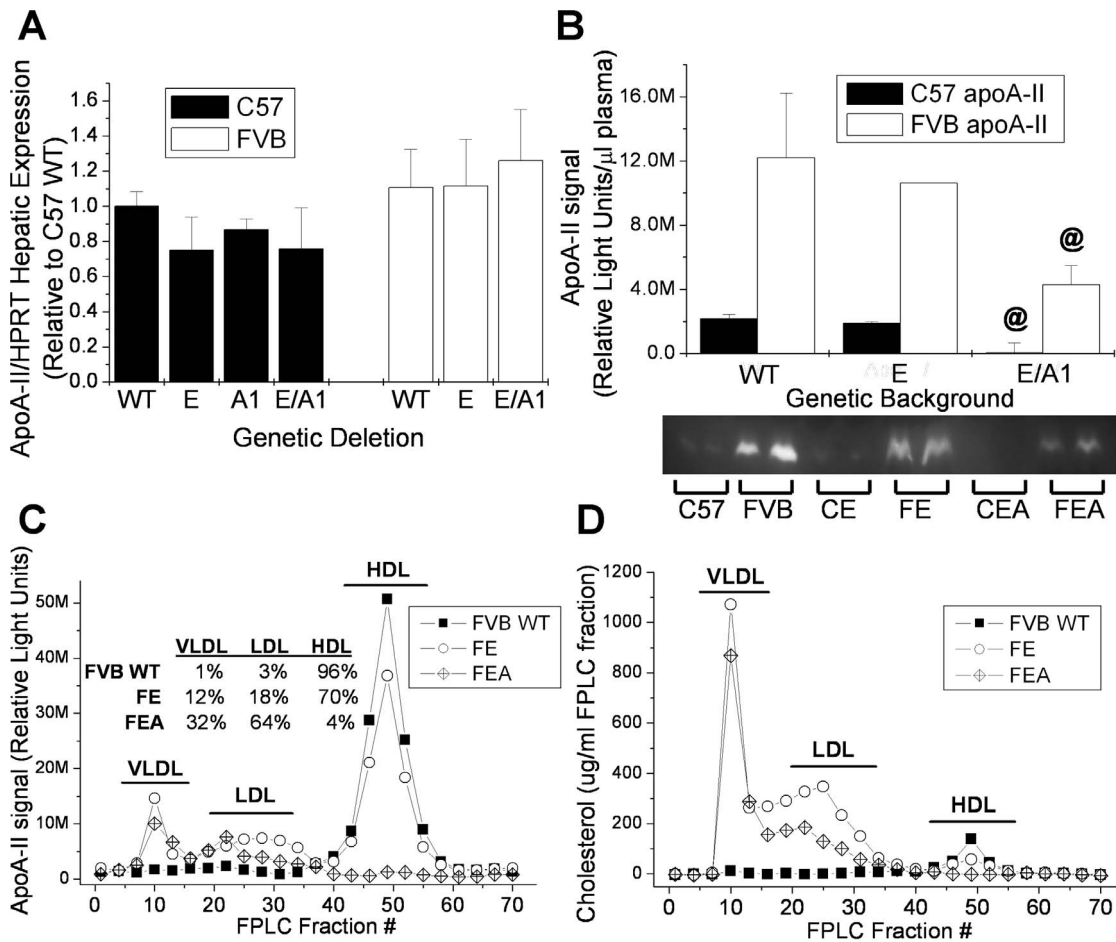 A
ApoA-II/HPRT Hepatic Expression
(Relative to C57 WT)
1.6
1.4
1.2
1.0
0.8
0.6
0.4
0.2
0.0
C57
FVB
WT E A1 E/A1 WT E E/A1
Genetic Deletion
B
ApoA-II signal
(Relative Light Units/µl plasma)
16.0M
12.0M
8.0M
4.0M
0.0
C57 apoA-II
FVB apoA-II
@
@
WT E E/A1
Genetic Background
C57 FVB CE FE CEA FEA
C
ApoA-II signal (Relative Light Units)
50M
40M
30M
20M
10M
0
HDL
FVB WT
FE
FEA
VLDL LDL HDL
FVB WT 1% 3% 96%
FE 12% 18% 70%
FEA 32% 64% 4%
VLDL
LDL
0 10 20 30 40 50 60 70
FPLC Fraction #
D
Cholesterol (ug/ml FPLC fraction)
1200
1000
800
600
400
200
0
VLDL
FVB WT
FE
FEA
LDL
HDL
0 10 20 30 40 50 60 70
FPLC Fraction #